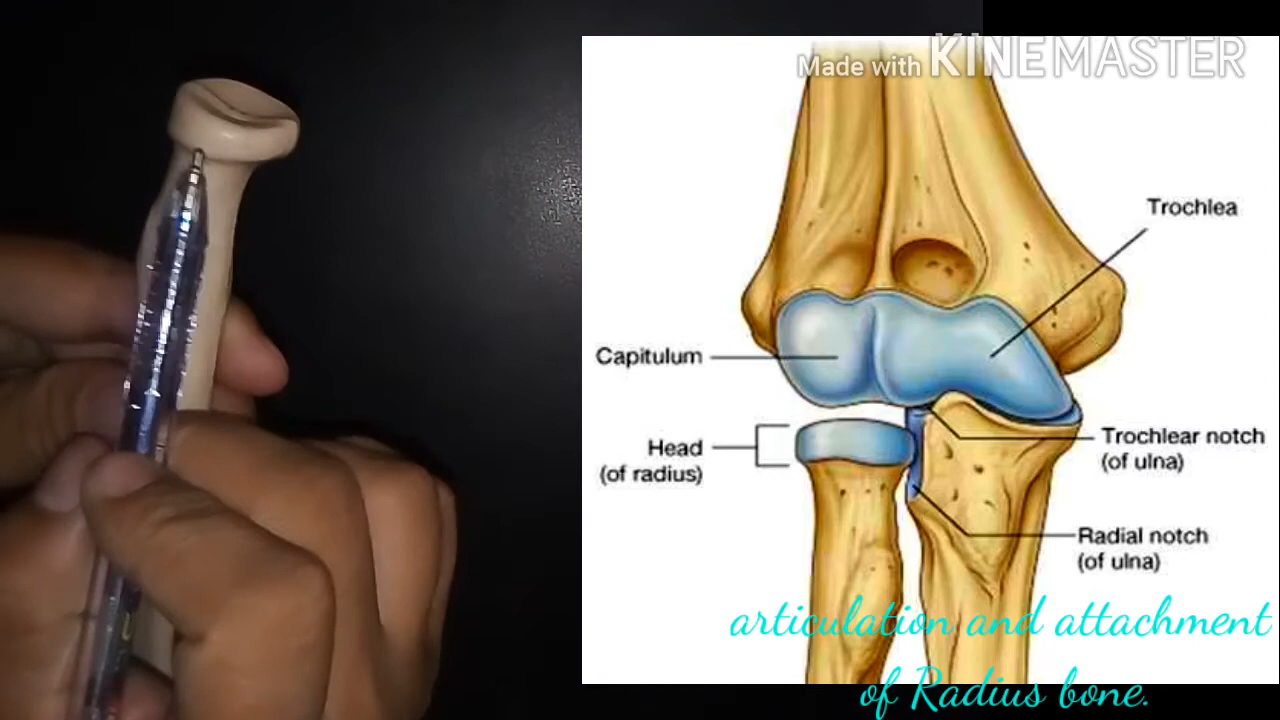 Made with KINEMASTER
Trochlea
Capitulum
Head
(of radius)
Trochlear notch
(of ulna)
Radial notch
(of ulna)
articulation and attachment
of Radius bone.